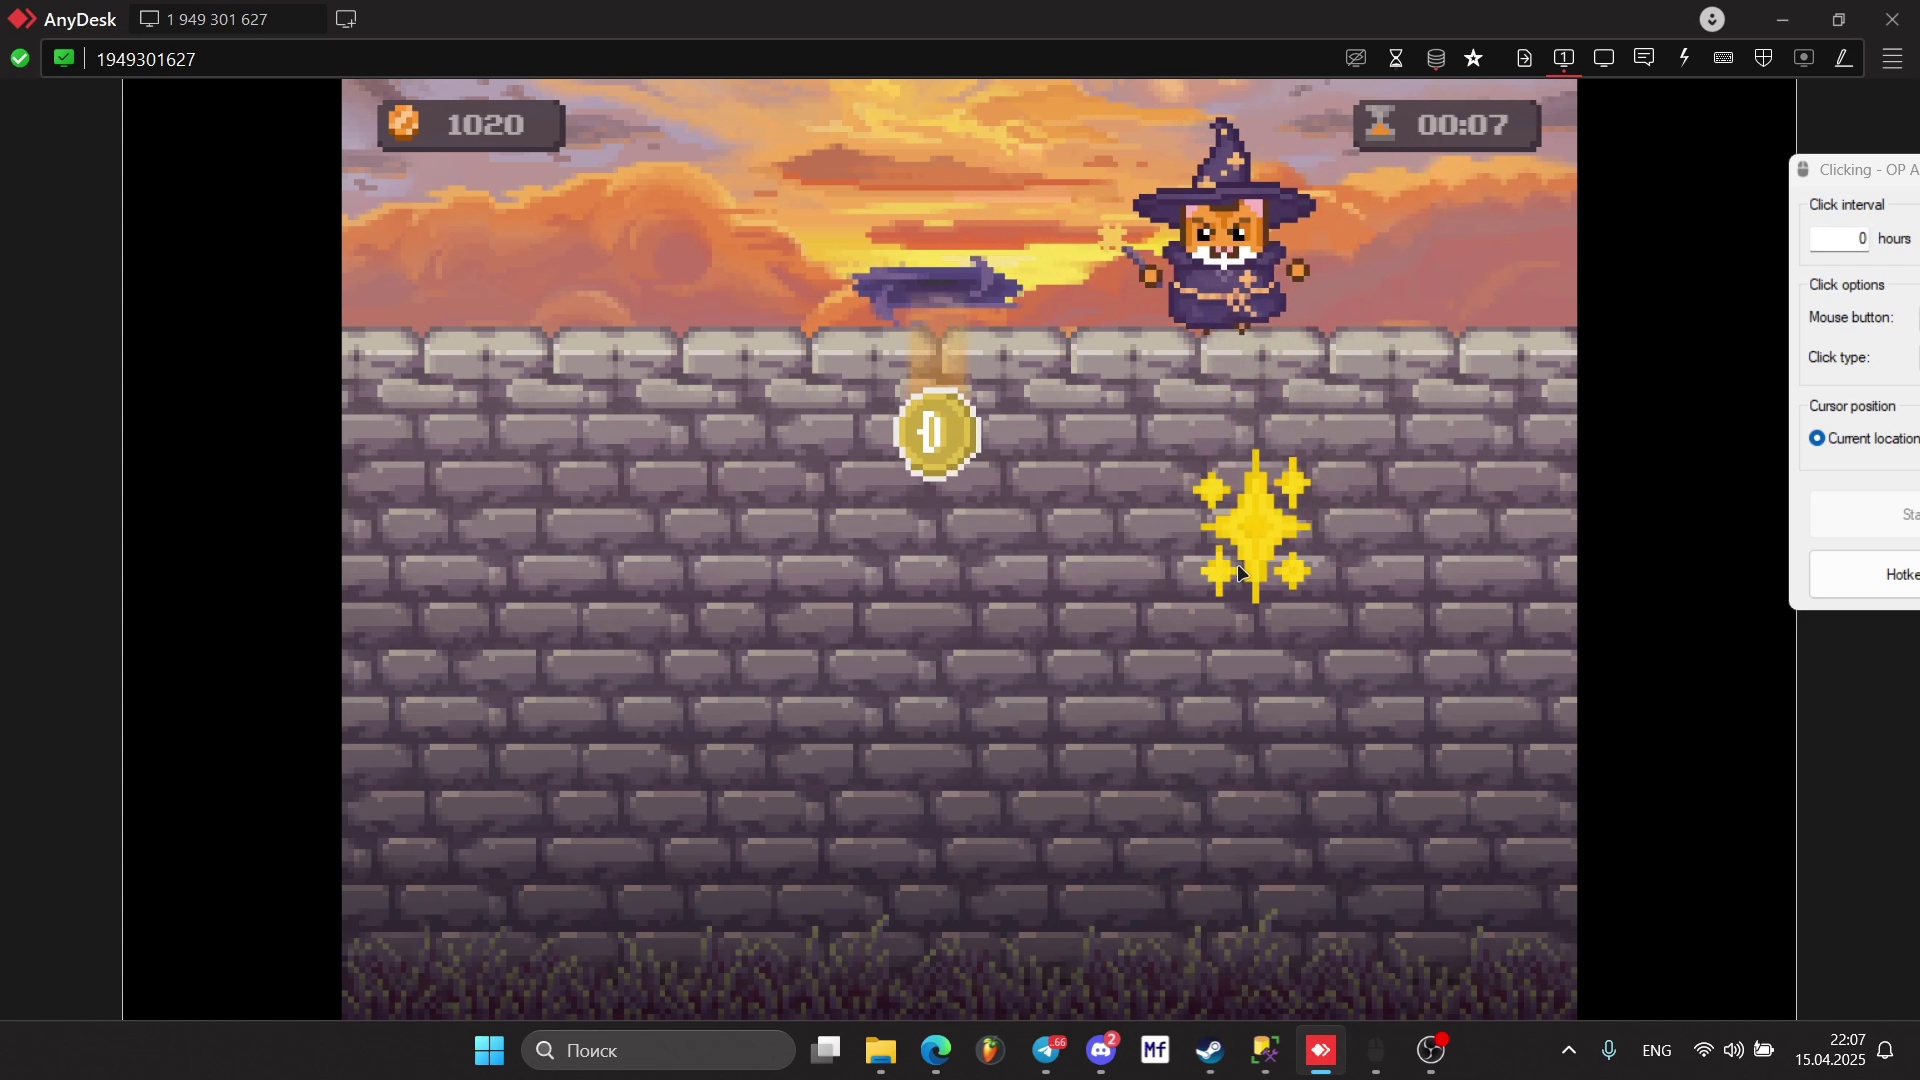 AnyDesk
1 949 301 627
1949301627
1020
00:07
Clicking - OP A
Click interval
0 hours
Click options
Mouse button:
Click type:
Cursor position
Current location
Sta
Hotke
Поиск
66
2
Mf
ENG
22:07
15.04.2025